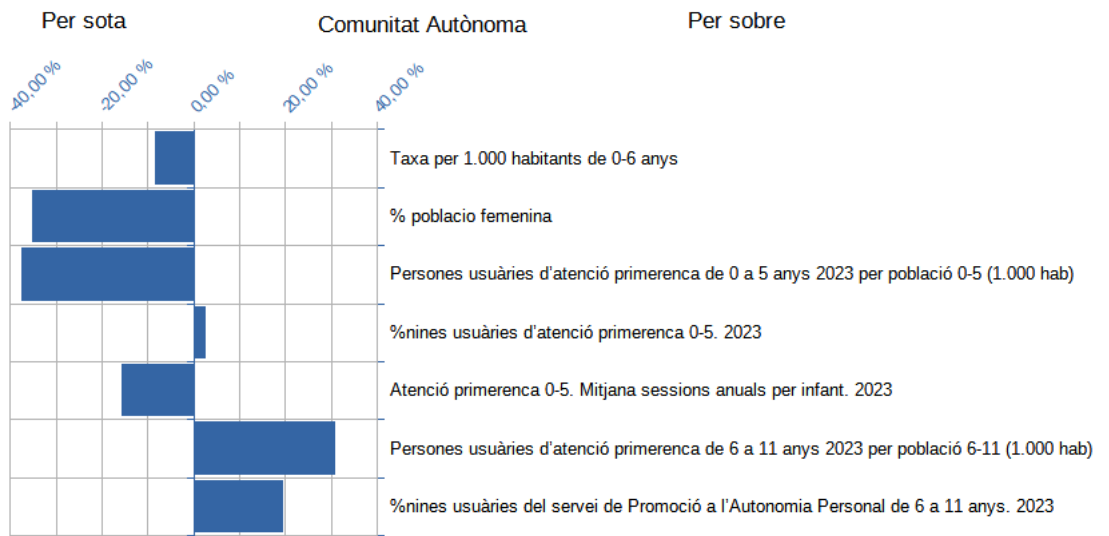 Per sota
Comunitat Autònoma
Per sobre
-40,00 %
-20,00 %
0,00 %
20,00 %
40,00 %
Taxa per 1.000 habitants de 0-6 anys
% poblacio femenina
Persones usuàries d’atenció primerenca de 0 a 5 anys 2023 per població 0-5 (1.000 hab)
%nines usuàries d’atenció primerenca 0-5. 2023
Atenció primerenca 0-5. Mitjana sessions anuals per infant. 2023
Persones usuàries d’atenció primerenca de 6 a 11 anys 2023 per població 6-11 (1.000 hab)
%nines usuàries del servei de Promoció a l’Autonomia Personal de 6 a 11 anys. 2023